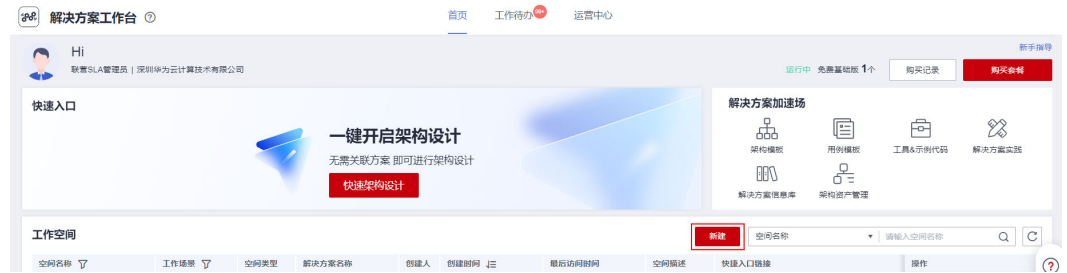 解决方案工作台
首页 工作待办 99+ 运营中心
Hi
联营SLA管理员 | 深圳华为云计算技术有限公司
新手指导
运行中 免费基础版 1个 购买记录 购买套餐
快速入口
一键开启架构设计
无需关联方案 即可进行架构设计
快速架构设计
解决方案加速场
架构模板 用例模板 工具&示例代码 解决方案实践
解决方案信息库 架构资产管理
工作空间
新建 空间名称 请输入空间名称
空间名称 工作场景 空间类型 解决方案名称 创建人 创建时间 最后访问时间 空间描述 快捷入口链接 操作